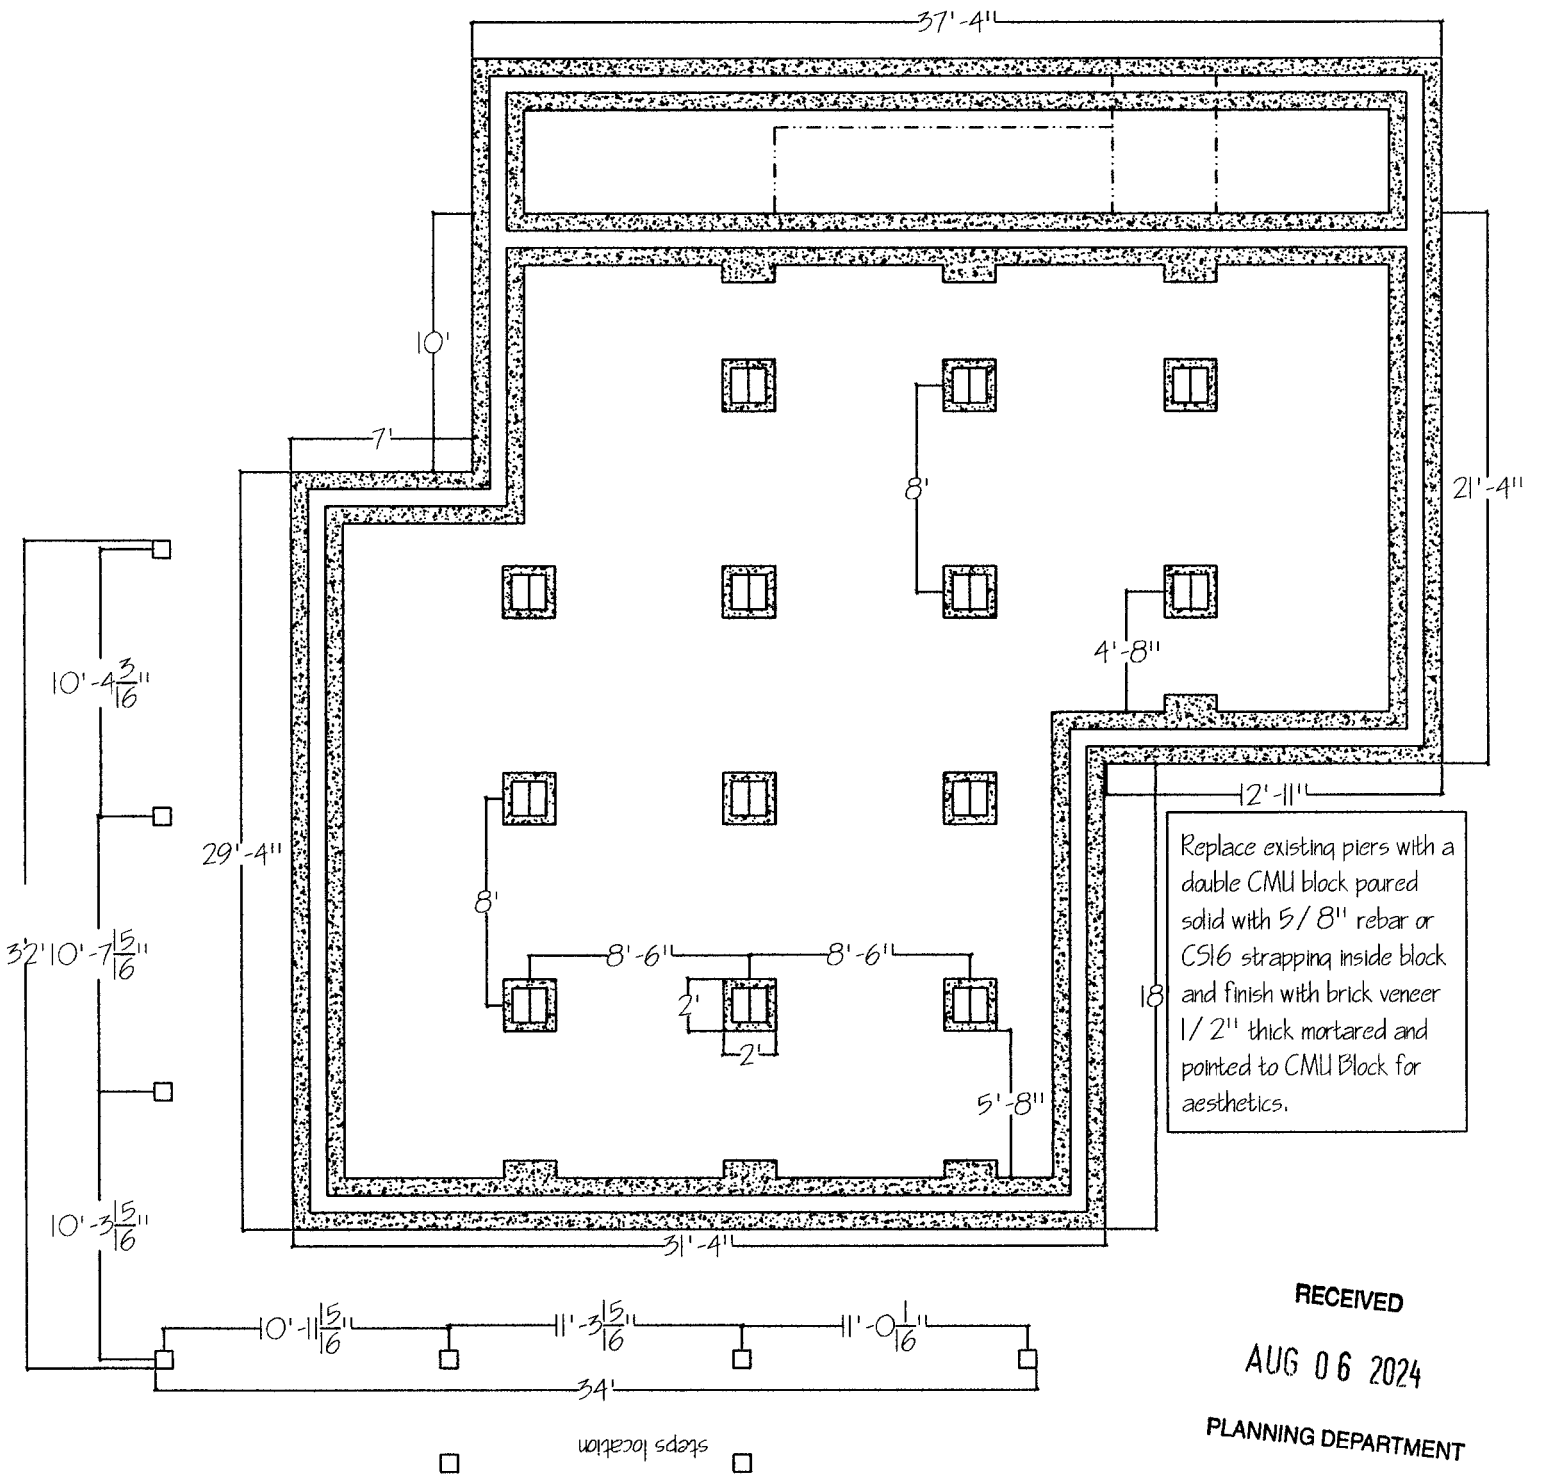 37'-4"
10'
7'
8'
21'-4"
4'-8"
10'-4 3/16"
12'-11"
29'-4"
Replace existing piers with a
double CMU block poured
solid with 5/8" rebar or
CS16 strapping inside block
and finish with brick veneer
1/2" thick mortared and
pointed to CMU Block for
aesthetics.
8'
8'-6"
8'-6"
32'
10'-7 15/16"
18'
2'
2'
5'-8"
10'-3 15/16"
31'-4"
10'-11 15/16"
11'-3 15/16"
11'-0 1/16"
34'
steps location
RECEIVED
AUG 06 2024
PLANNING DEPARTMENT